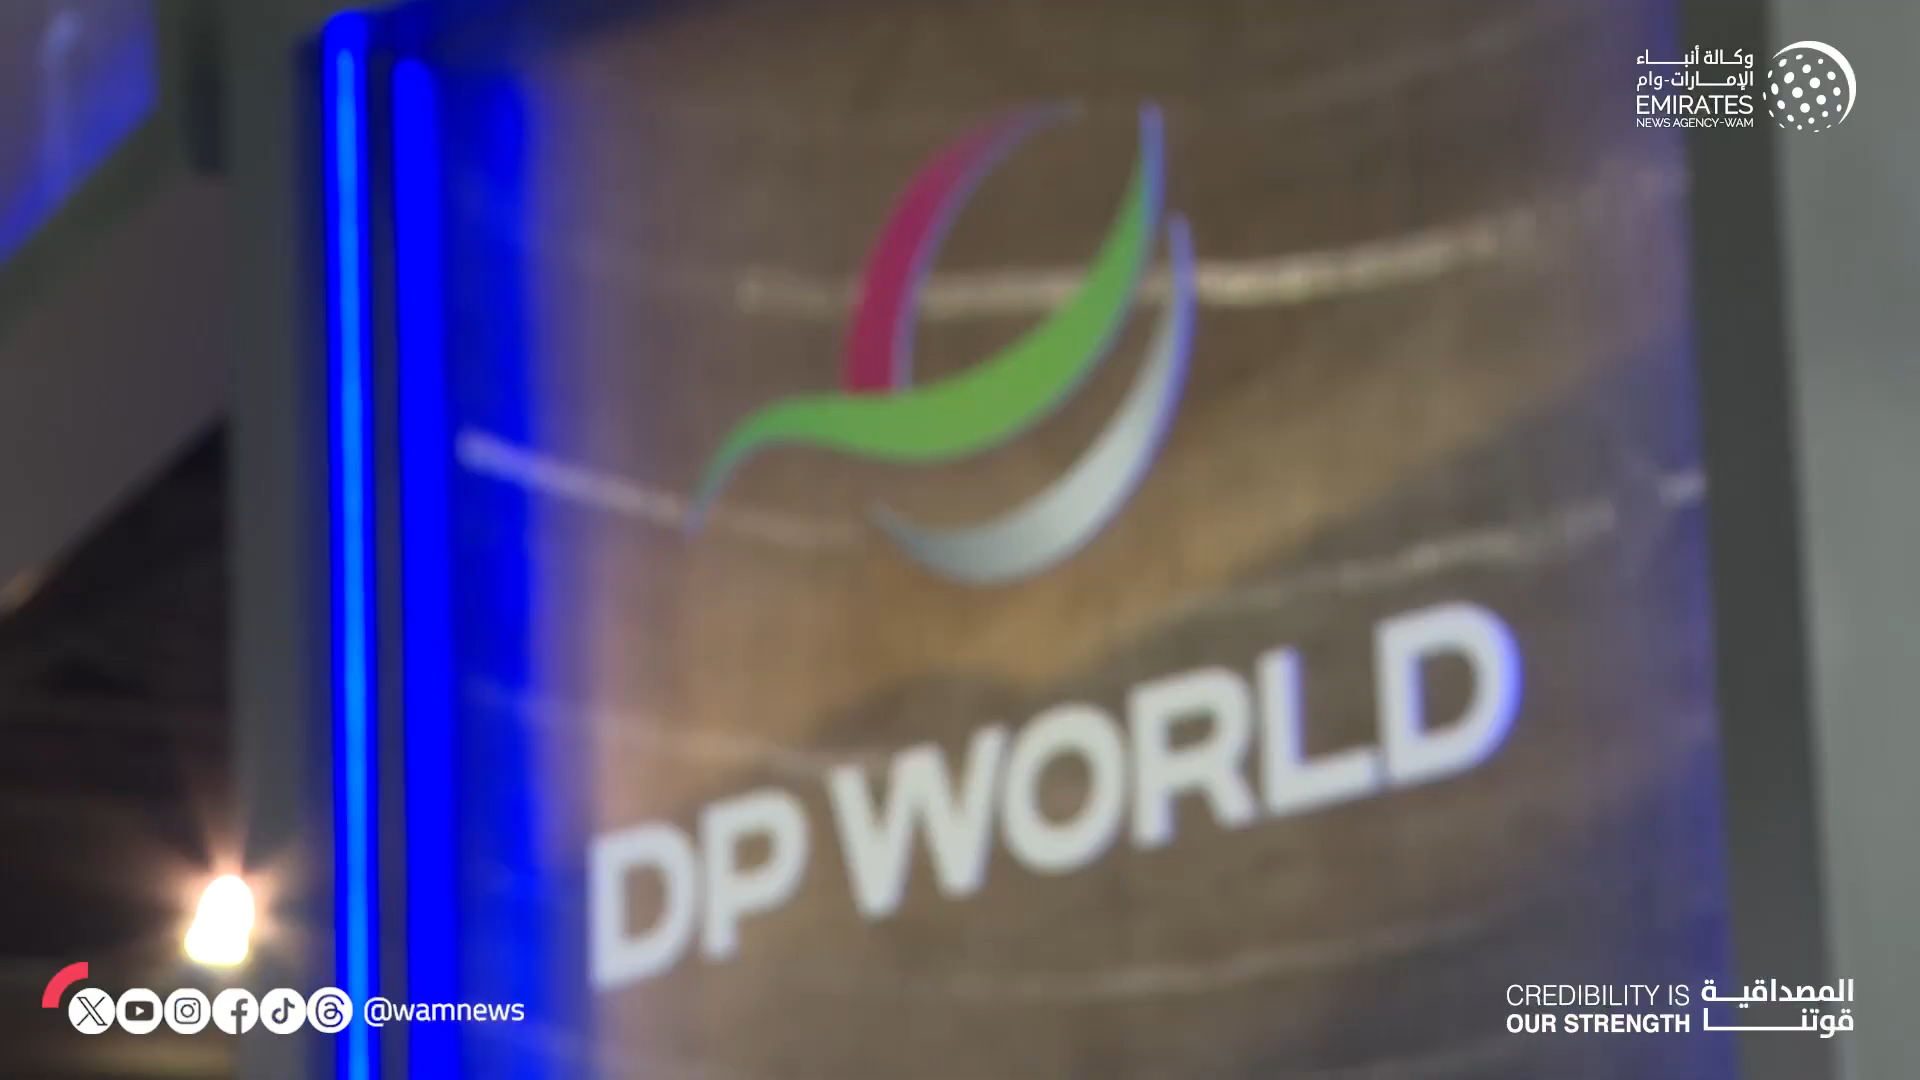 وكالة أنباء
الإمارات-وام
EMIRATES
NEWS AGENCY-WAM
DP WORLD
@wamnews
CREDIBILITY IS
OUR STRENGTH
المصداقية
قوتنا